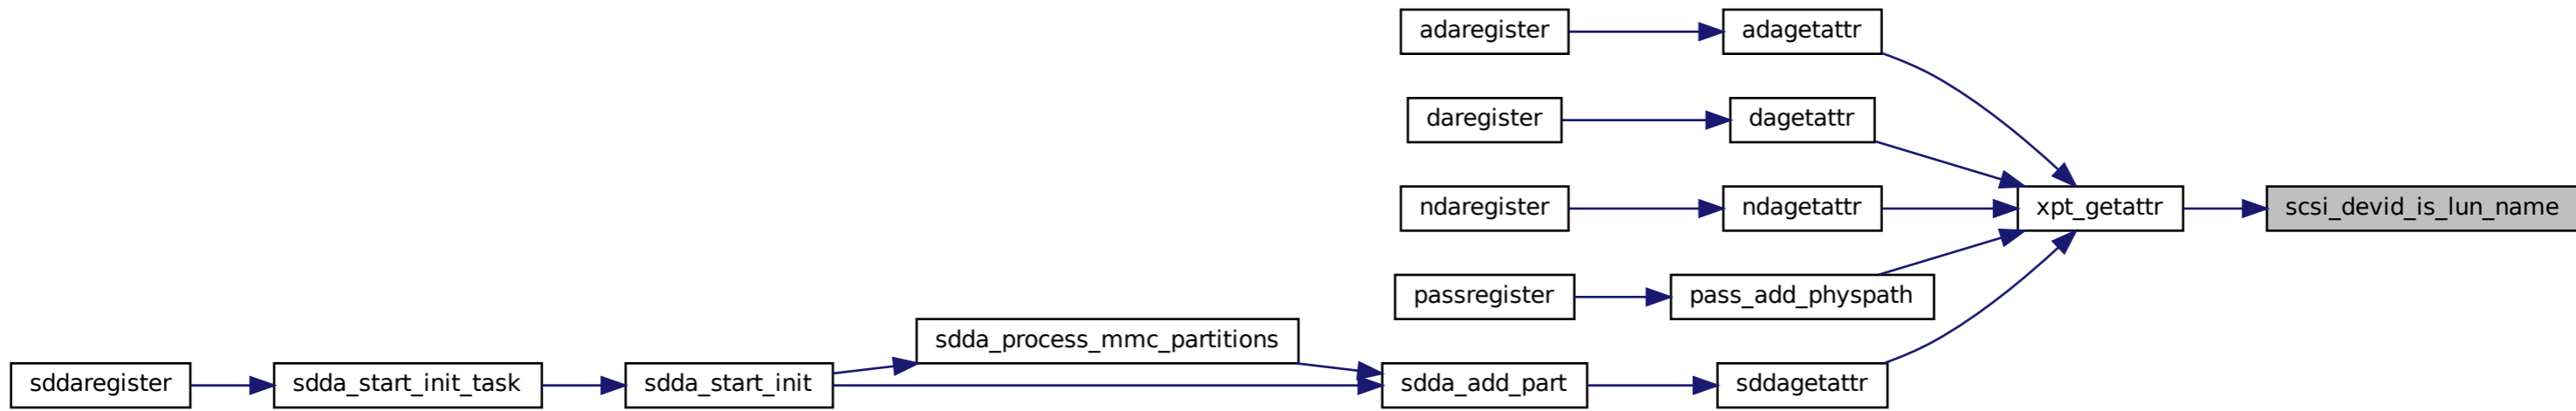 adaregister
adagetattr
daregister
dagetattr
ndaregister
ndagetattr
xpt_getattr
scsi_devid_is_lun_name
passregister
pass_add_physpath
sdda_process_mmc_partitions
sddaregister
sdda_start_init_task
sdda_start_init
sdda_add_part
sddagetattr